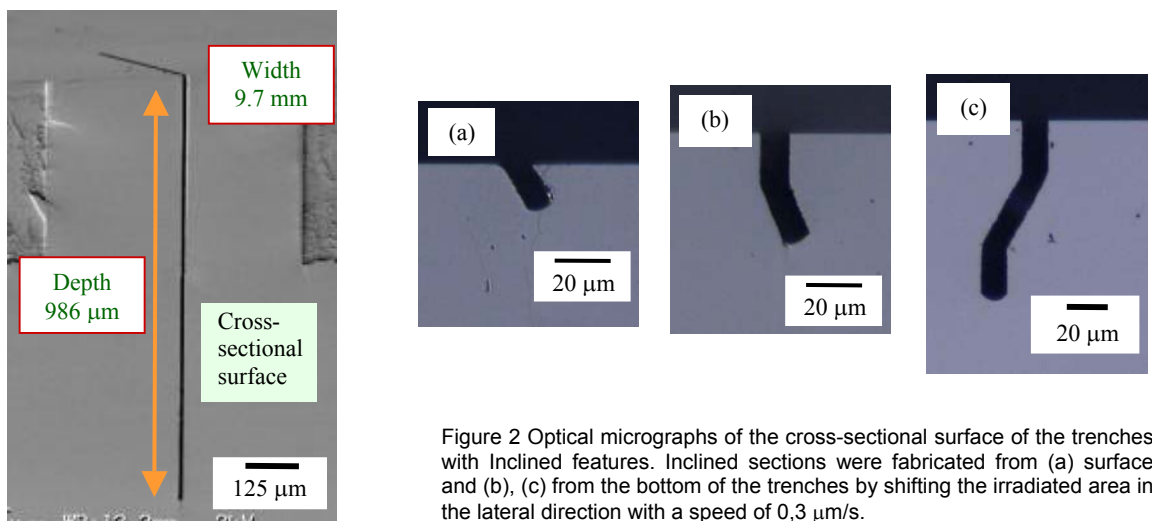 Width
9.7 mm
Depth
986 μm
Cross-
sectional
surface
125 μm
(a)
20 μm
(b)
20 μm
(c)
20 μm
Figure 2 Optical micrographs of the cross-sectional surface of the trenches
with Inclined features. Inclined sections were fabricated from (a) surface
and (b), (c) from the bottom of the trenches by shifting the irradiated area in
the lateral direction with a speed of 0,3 μm/s.